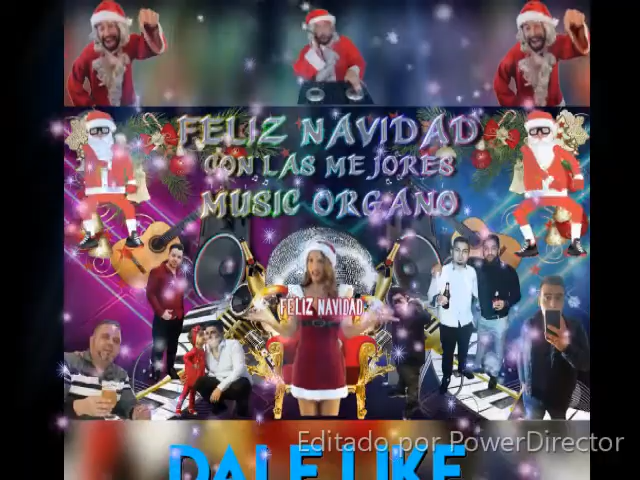 FELIZ NAVIDAD
CON LAS MEJORES
MUSIC ORGANO
FELIZ NAVIDAD
Editado por PowerDirector
DALE LIKE